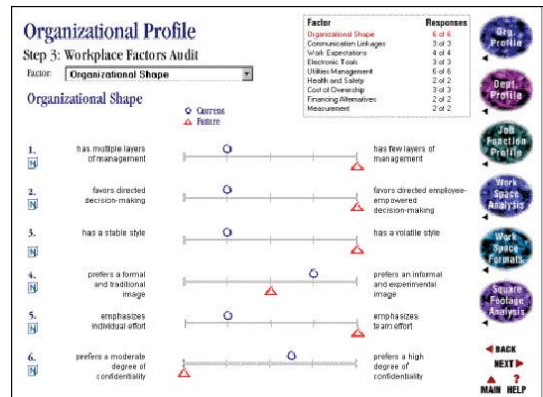 Organizational Profile
Step 3: Workplace Factors Audit
Factor: Organizational Shape
Factor Responses
Organizational Shape 6 of 6
Communication Linkages 3 of 3
Work Expectations 4 of 4
Electronic Tools 3 of 3
Utilities Management 6 of 6
Health and Safety 2 of 2
Cost of Ownership 3 of 3
Financing Alternatives 2 of 2
Measurement 2 of 2
Organizational Shape
Current
Future
1.
N
has multiple layers
of management
has few layers of
management
2.
N
favors directed
decision-making
favors directed employee-
empowered
decision-making
3.
N
has a stable style
has a volatile style
4.
N
prefers a formal
and traditional
image
prefers an informal
and experimental
image
5.
N
emphasizes
individual effort
emphasizes
team effort
6.
N
prefers a moderate
degree of
confidentiality
prefers a high
degree of
confidentiality
Org.
Profile
Dept.
Profile
Job
Function
Profile
Work
Space
Analysis
Work
Space
Formats
Square
Footage
Analysis
BACK
NEXT
?
MAIN HELP